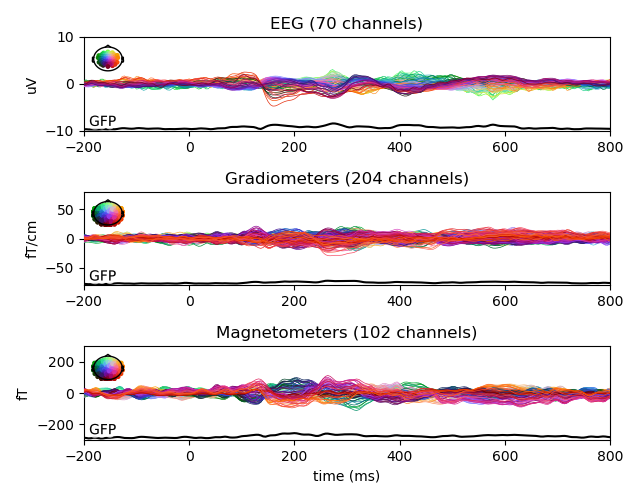 EEG (70 channels)
10
0
−10
uV
GFP
−200 0 200 400 600 800
Gradiometers (204 channels)
50
0
−50
fT/cm
GFP
−200 0 200 400 600 800
Magnetometers (102 channels)
200
0
−200
fT
GFP
−200 0 200 400 600 800
time (ms)